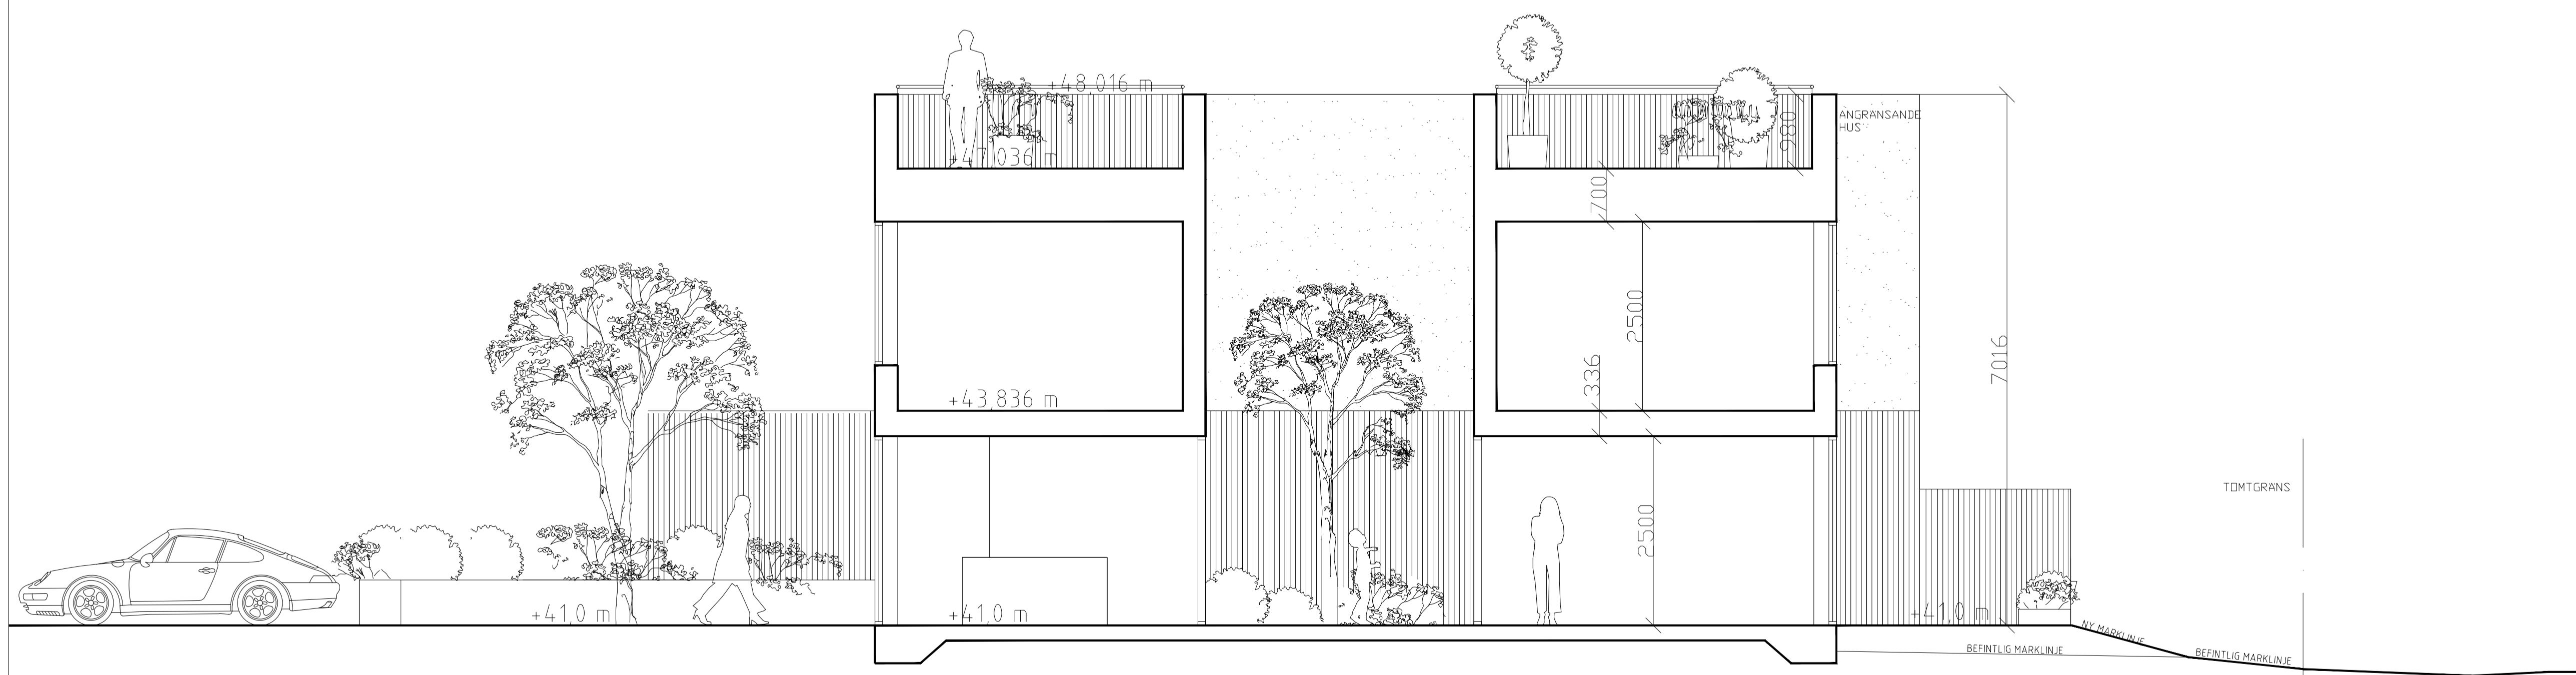 +48,016 m
ANGRÄNSANDE
HUS
980
+47,036 m
700
2500
7016
336
+43,836 m
TOMTGRÄNS
2500
+41,0 m
+41,0 m
+41,0 m
NY MARKLINJE
BEFINTLIG MARKLINJE
BEFINTLIG MARKLINJE